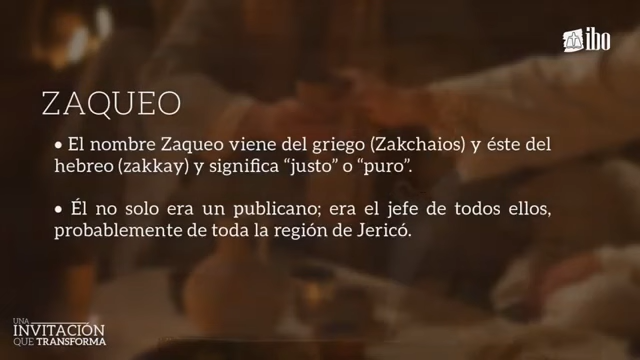 ibo
ZAQUEO
• El nombre Zaqueo viene del griego (Zakchaios) y éste del
hebreo (zakkay) y significa “justo” o “puro”.
• Él no solo era un publicano; era el jefe de todos ellos,
probablemente de toda la región de Jericó.
UNA
INVITACIÓN
QUE TRANSFORMA